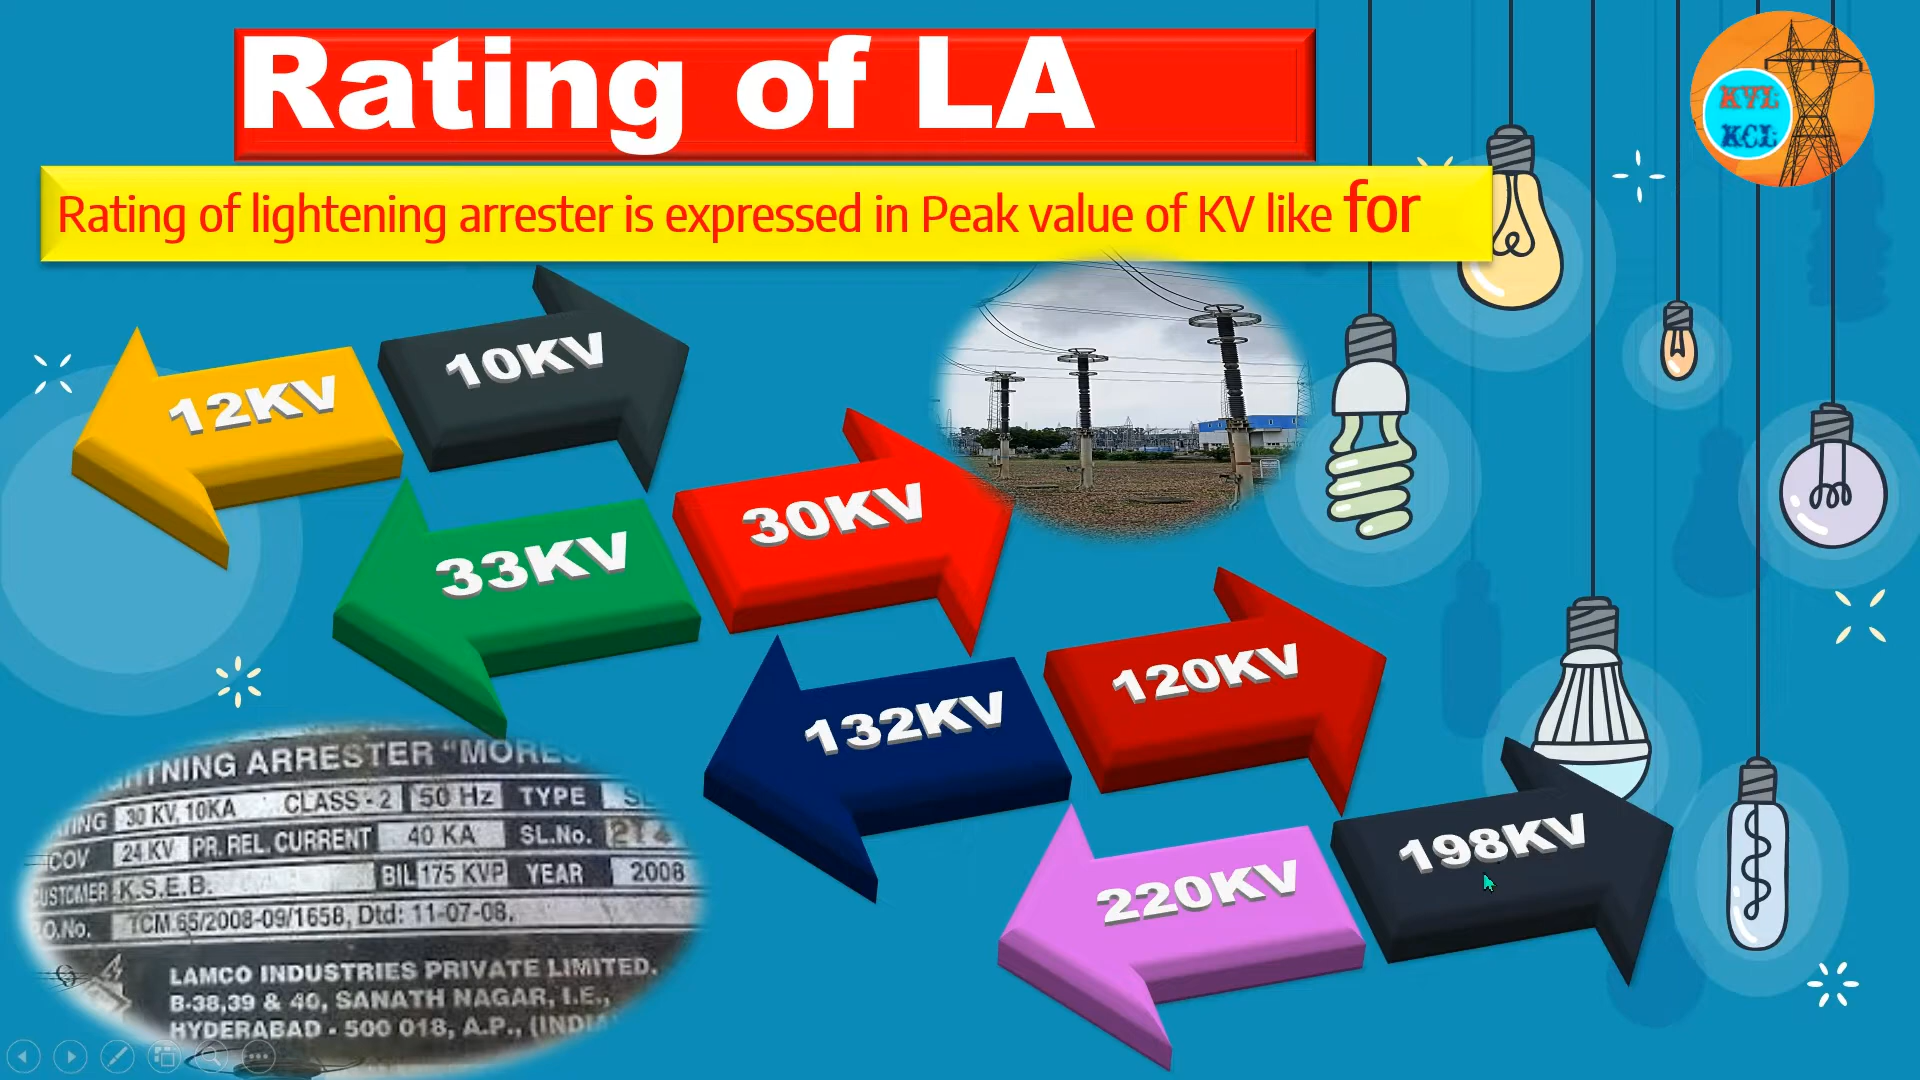 Rating of LA
KVL
KCL
Rating of lightening arrester is expressed in Peak value of KV like for
12KV
10KV
33KV
30KV
132KV
120KV
220KV
198KV
ARRESTER
30 KV, 10KA CLASS - 2 50 Hz TYPE
COV 24 KV PR. REL. CURRENT 40 KA SL.No.
CUSTOMER K.S.E.B. BIL 175 KVP YEAR 2008
TCM 65/2008-09/1658, Dtd: 11-07-08.
LAMCO INDUSTRIES PRIVATE LIMITED.
B-38,39 & 40, SANATH NAGAR, I.E.,
HYDERABAD - 500 018, A.P.,